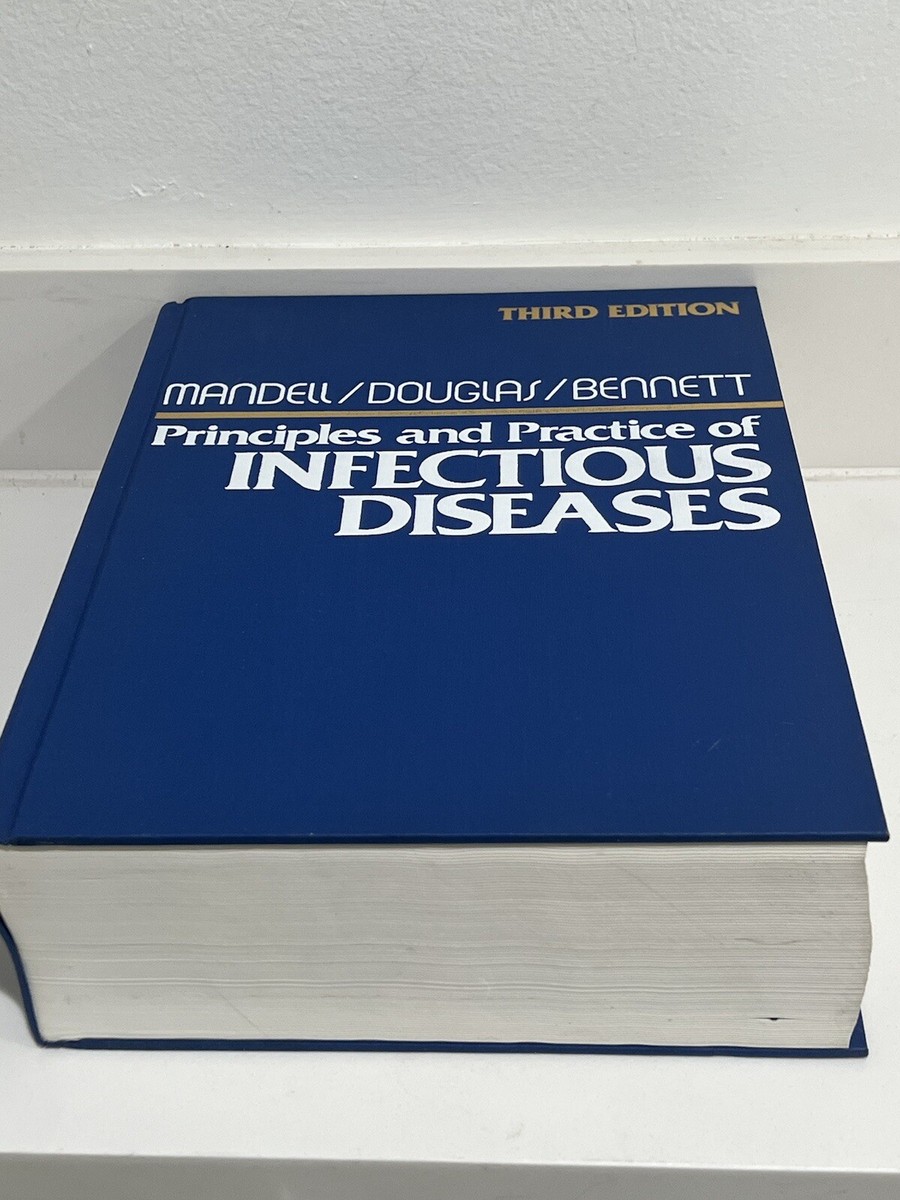 THIRD EDITION
MANDELL/DOUGLAS/BENNETT
Principles and Practice of
INFECTIOUS
DISEASES